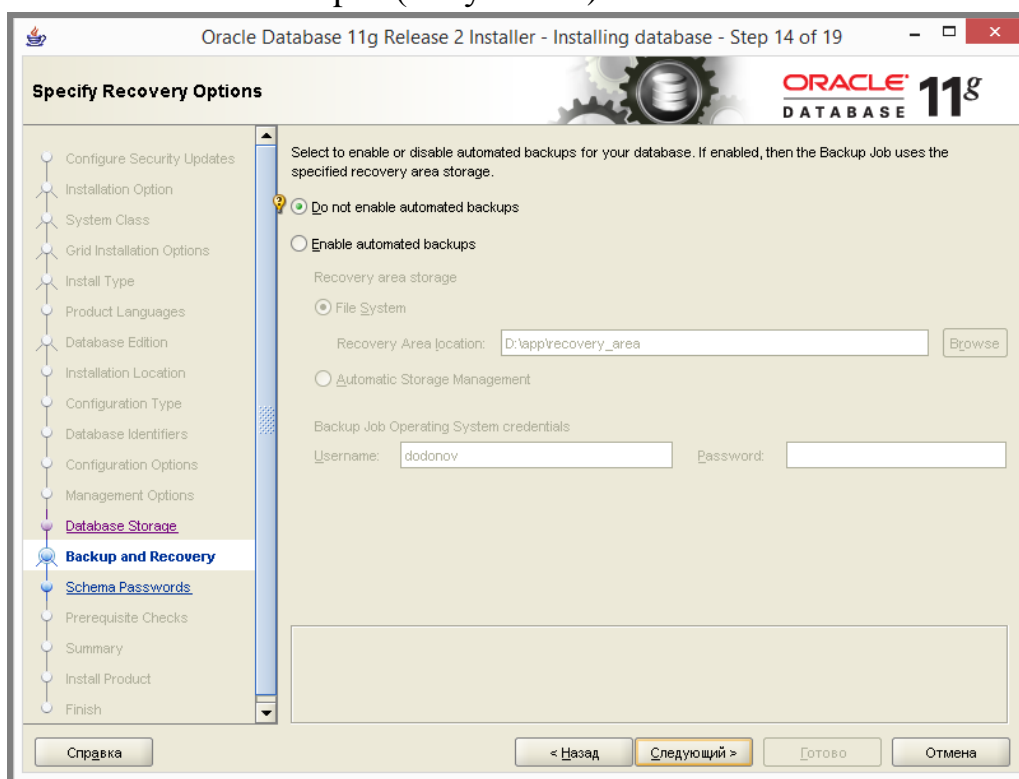 Oracle Database 11g Release 2 Installer - Installing database - Step 14 of 19
Specify Recovery Options
ORACLE
DATABASE
11g
Configure Security Updates
Installation Option
System Class
Grid Installation Options
Install Type
Product Languages
Database Edition
Installation Location
Configuration Type
Database Identifiers
Configuration Options
Management Options
Database Storage
Backup and Recovery
Schema Passwords
Prerequisite Checks
Summary
Install Product
Finish
Select to enable or disable automated backups for your database. If enabled, then the Backup Job uses the
specified recovery area storage.
Do not enable automated backups
Enable automated backups
Recovery area storage
File System
Recovery Area location: D:\app\recovery_area Browse
Automatic Storage Management
Backup Job Operating System credentials
Username: dodonov Password:
Справка < Назад Следующий > Готово Отмена